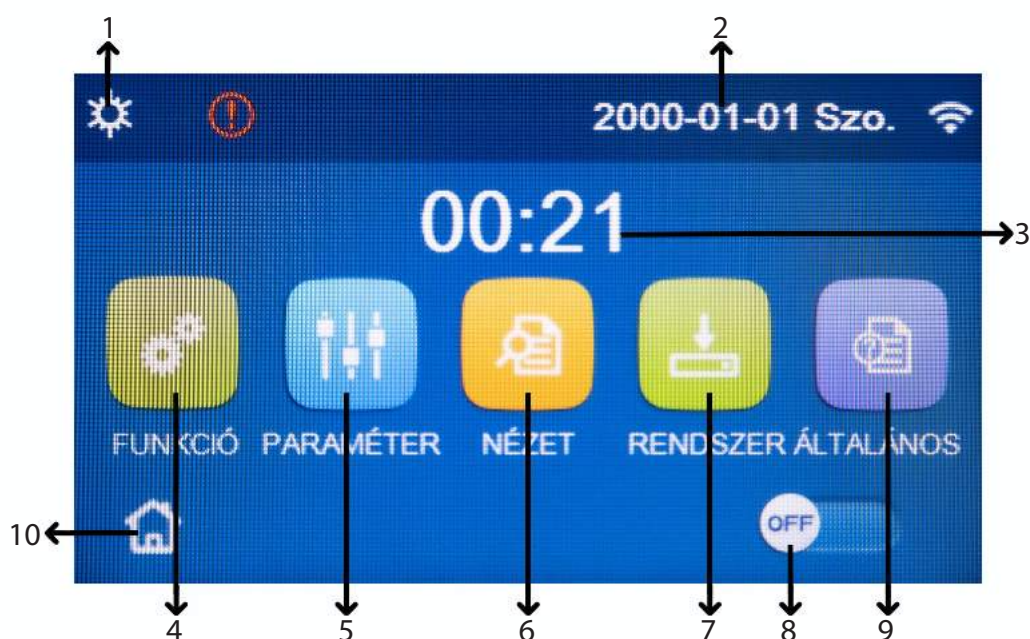 1 2
2000-01-01 Szo.
00:21
3
FUNKCIÓ PARAMÉTER NÉZET RENDSZER ÁLTALÁNOS
10 OFF
4 5 6 7 8 9